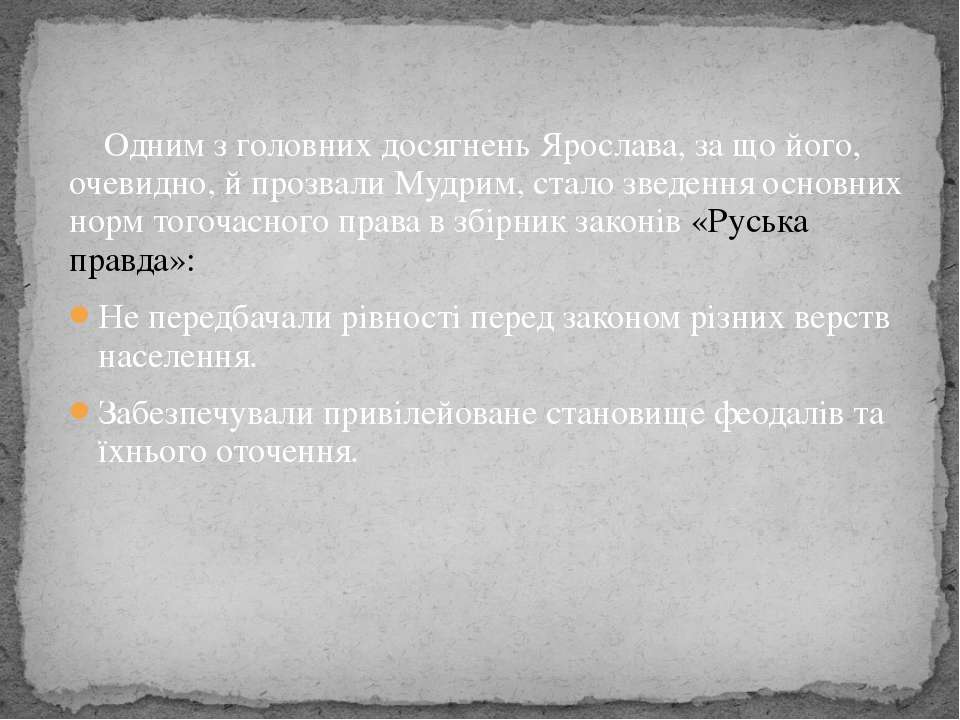 Одним з головних досягнень Ярослава, за що його,
очевидно, й прозвали Мудрим, стало зведення основних
норм тогочасного права в збірник законів «Руська
правда»:
Не передбачали рівності перед законом різних верств
населення.
Забезпечували привілейоване становище феодалів та
їхнього оточення.